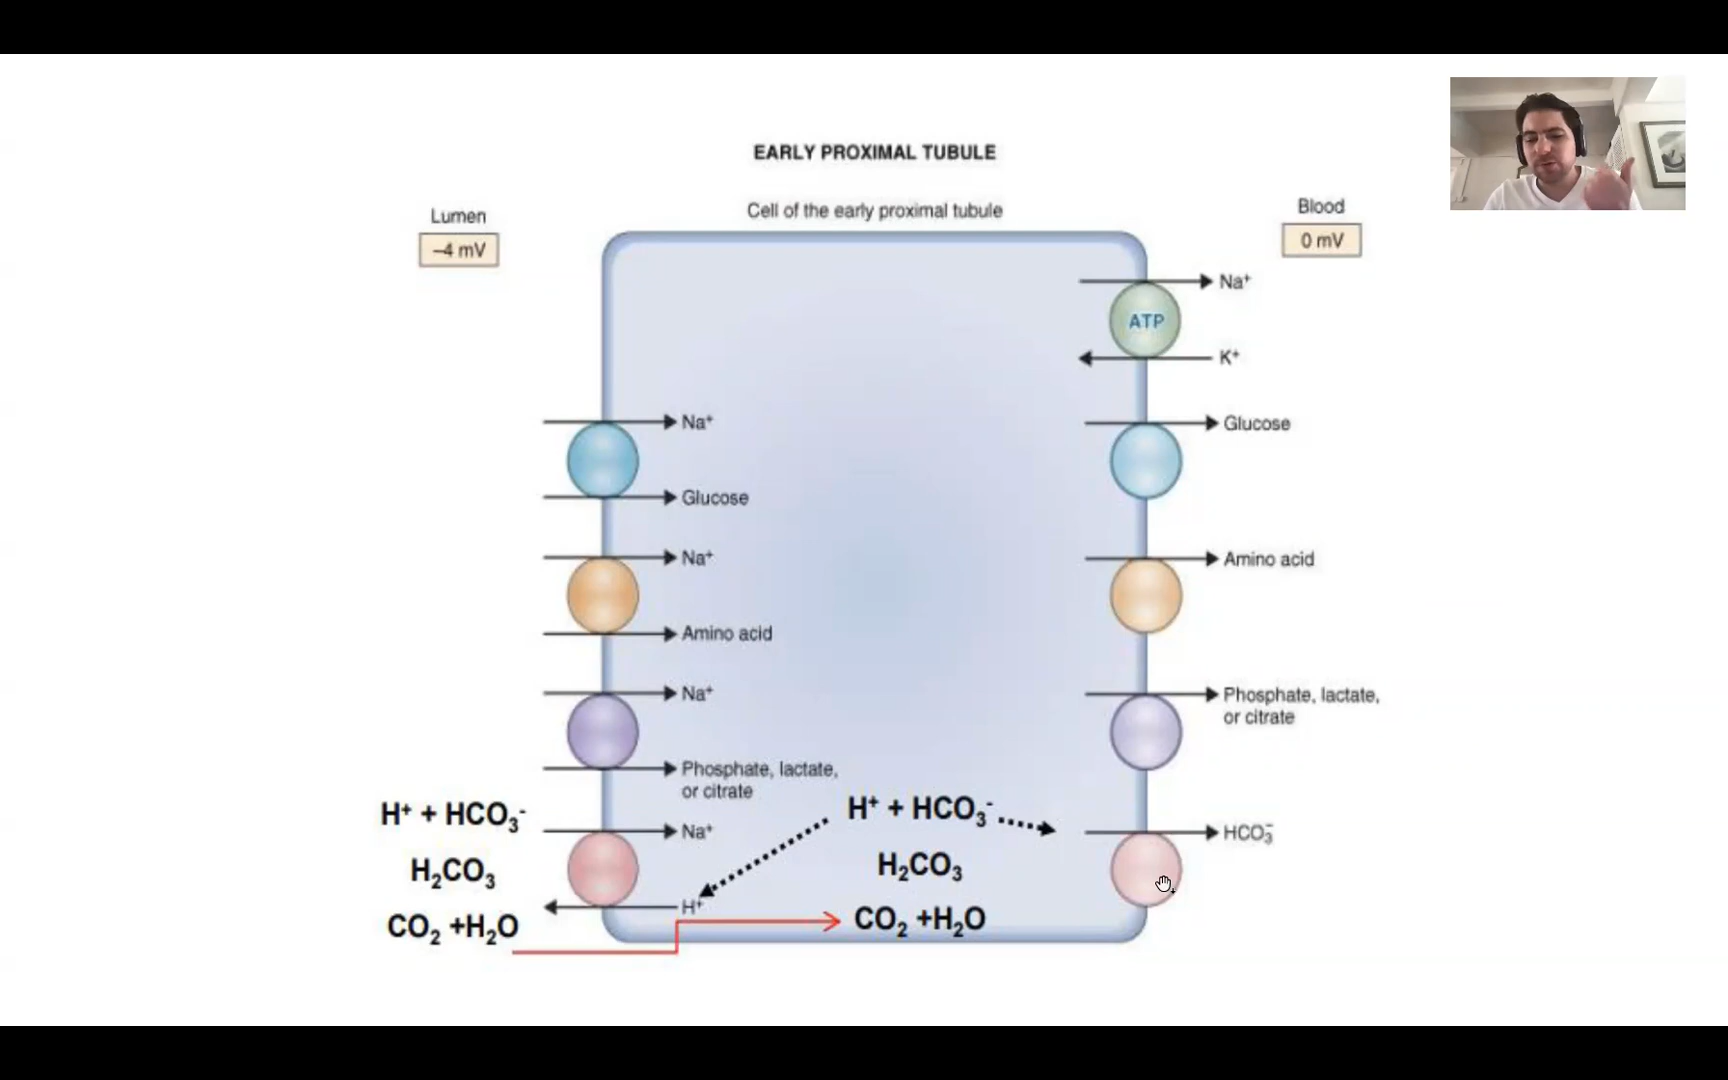 EARLY PROXIMAL TUBULE
Cell of the early proximal tubule
Lumen
–4 mV
Blood
0 mV
Na⁺
ATP
K⁺
Na⁺
Glucose
Glucose
Na⁺
Amino acid
Amino acid
Na⁺
Phosphate, lactate,
or citrate
Phosphate, lactate,
or citrate
H⁺ + HCO₃⁻
H₂CO₃
CO₂ +H₂O
Na⁺
H⁺
H⁺ + HCO₃⁻
H₂CO₃
CO₂ +H₂O
HCO₃⁻